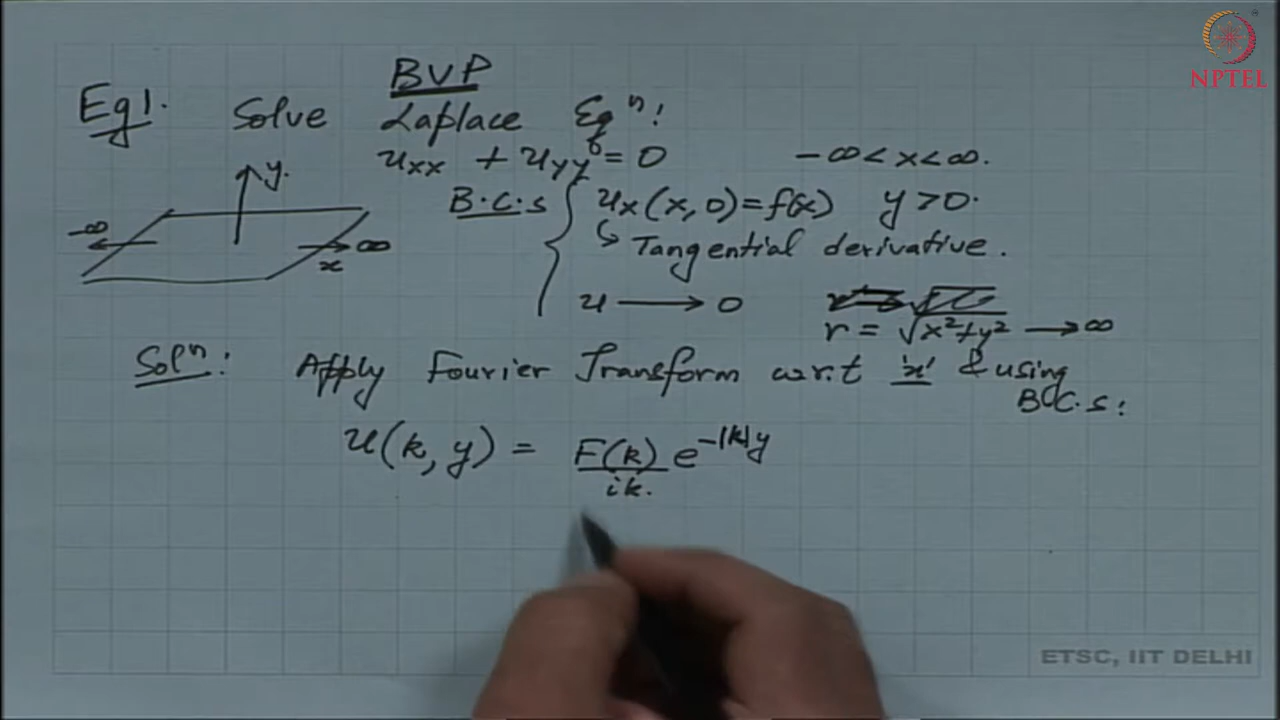 BVP
Eg1. Solve Laplace Eqⁿ:
uxx + uyy = 0 -∞ < x < ∞.
y.
B.C.s { ux(x, 0) = f(x) y > 0.
↳ Tangential derivative.
-∞ ∞
x
u ⟶ 0
r = √x²+y² ⟶ ∞
Solⁿ: Apply Fourier Transform w.r.t 'x' & using
B.C.s:
u(k, y) = F(k)/ik. e^-|k|y
NPTEL
ETSC, IIT DELHI